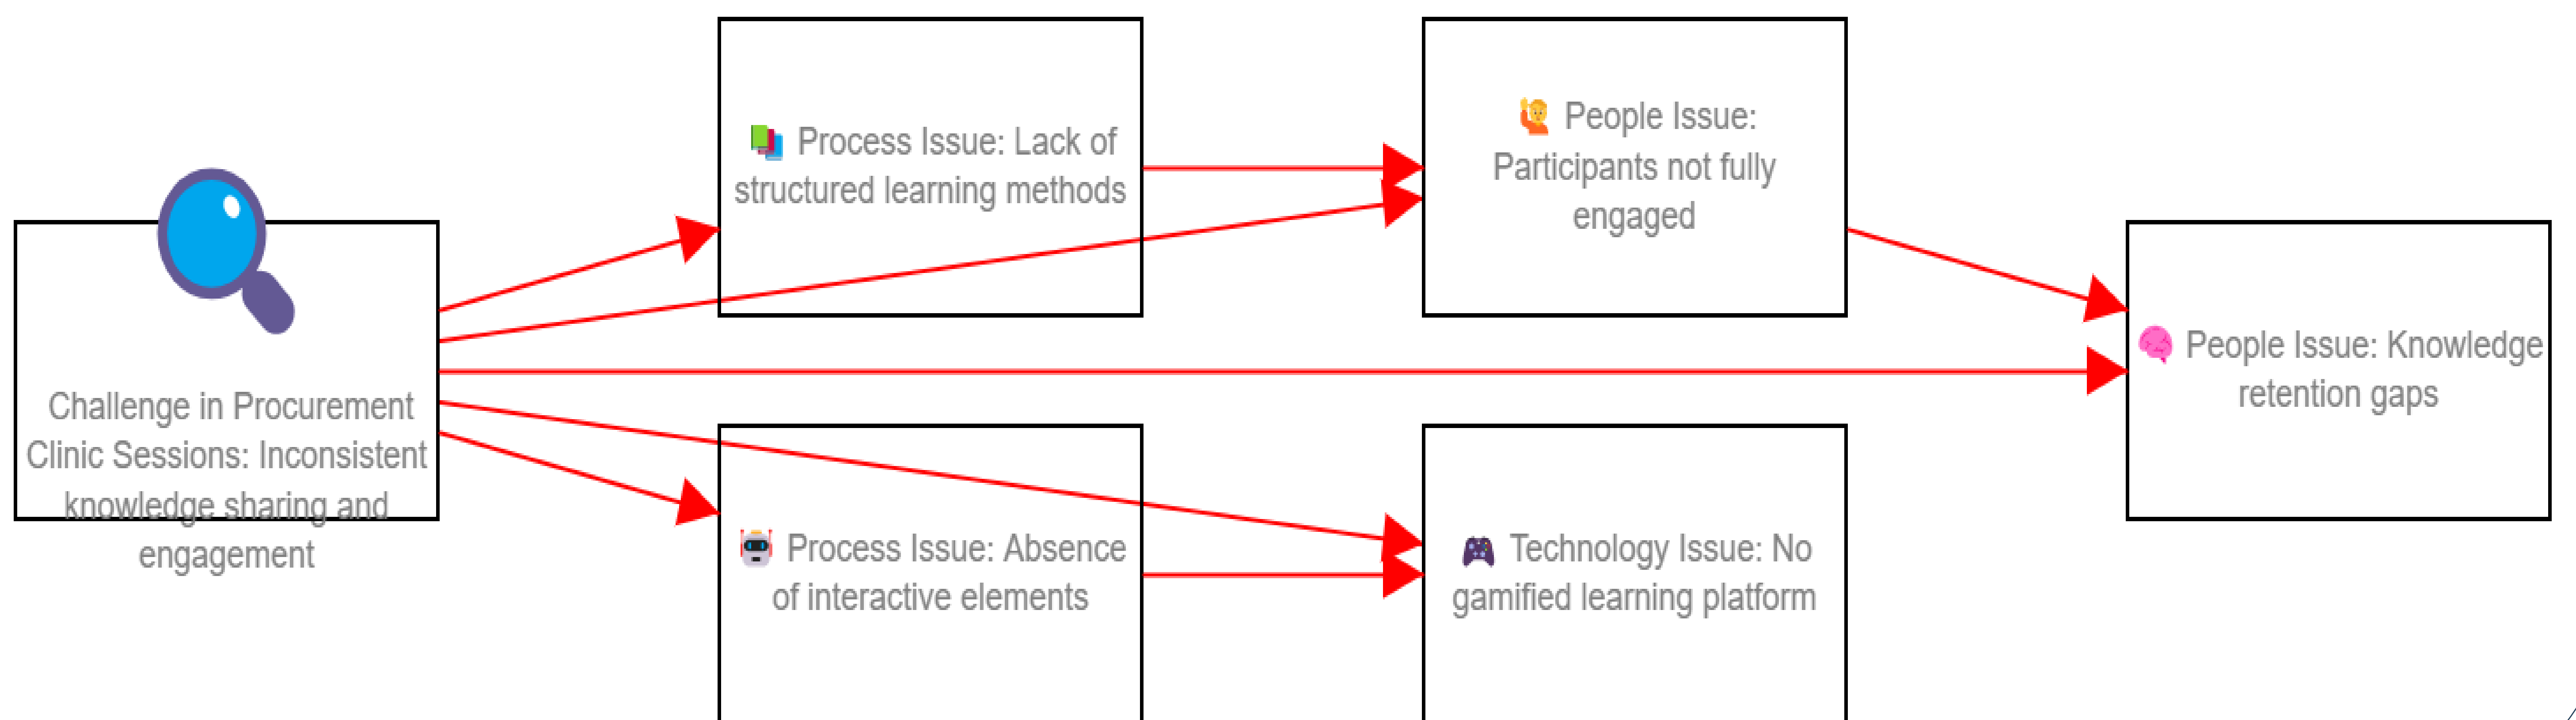 Challenge in Procurement
Clinic Sessions: Inconsistent
knowledge sharing and
engagement
Process Issue: Lack of
structured learning methods
People Issue:
Participants not fully
engaged
People Issue: Knowledge
retention gaps
Process Issue: Absence
of interactive elements
Technology Issue: No
gamified learning platform